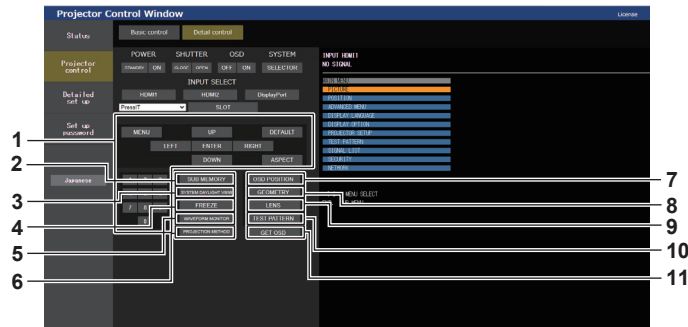 Projector Control Window
License
Status
Basic control
Detail control
POWER SHUTTER OSD SYSTEM
STANDBY ON CLOSE OPEN OFF ON SELECTOR
Projector
control
INPUT SELECT
HDMI1 HDMI2 DisplayPort
PressIT SLOT
Detailed
set up
Set up
password
MENU UP DEFAULT
LEFT ENTER RIGHT
DOWN ASPECT
Japanese
SUB MEMORY OSD POSITION
SYSTEM DAYLIGHT VIEW GEOMETRY
FREEZE LENS
WAVEFORM MONITOR TEST PATTERN
PROJECTION METHOD GET OSD
7 8
0
INPUT HDMI1
NO SIGNAL
MAIN MENU
PICTURE
POSITION
ADVANCED MENU
DISPLAY LANGUAGE
DISPLAY OPTION
PROJECTOR SETUP
TEST PATTERN
SIGNAL LIST
SECURITY
NETWORK
MENU SELECT
1
2
3
4
5
6
7
8
9
10
11